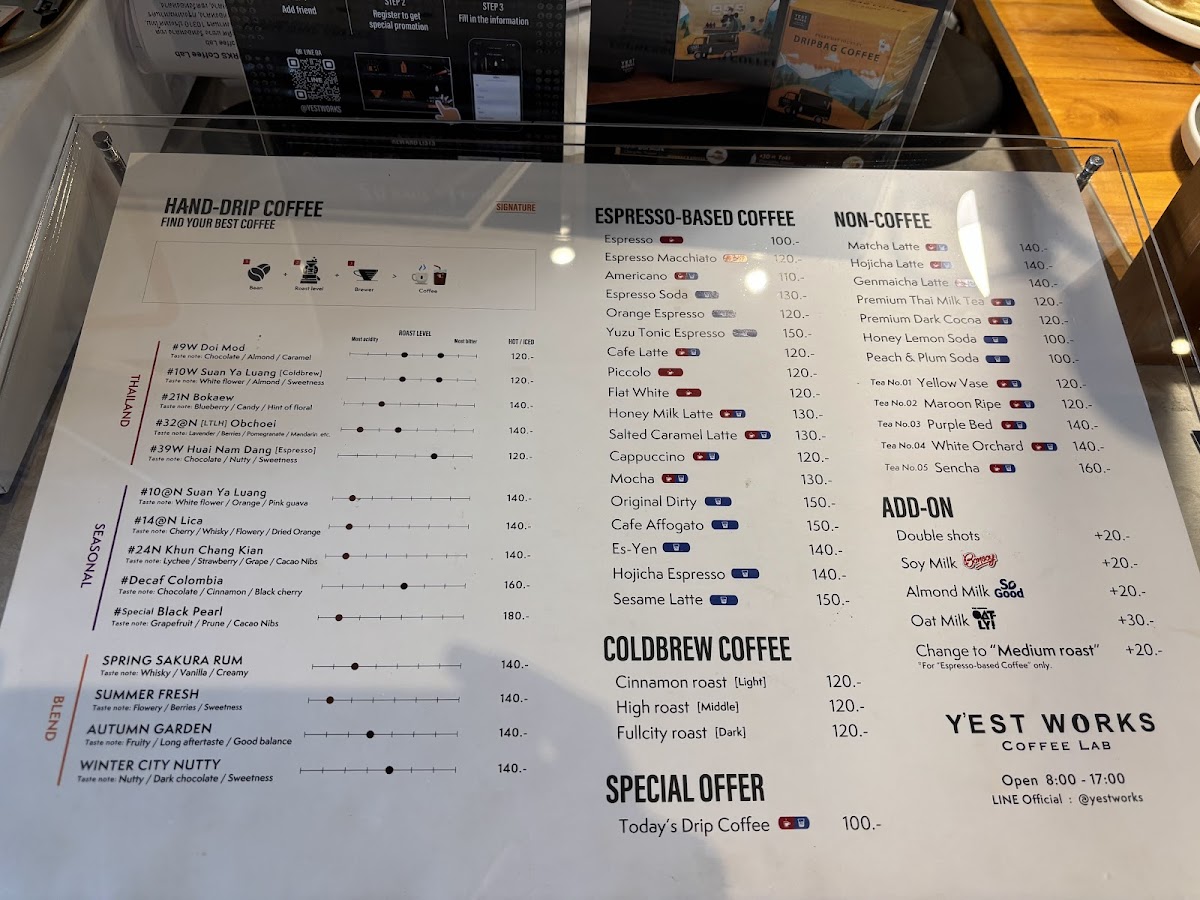 Add friend
STEP 2
Register to get
special promotion
STEP 3
Fill in the information
LINE
@YESTWORKS
REWARD LISTS
DRIPBAG COFFEE
HAND-DRIP COFFEE
FIND YOUR BEST COFFEE
SIGNATURE
Bean + Roast level + Brewer > Coffee
ROAST LEVEL
Most acidity Most bitter HOT / ICED
THAILAND
#9W Doi Mod 120.-
Taste note: Chocolate / Almond / Caramel
#10W Suan Ya Luang [Coldbrew] 120.-
Taste note: White flower / Almond / Sweetness
#21N Bokaew 140.-
Taste note: Blueberry / Candy / Hint of floral
#32@N [LTLH] Obchoei 140.-
Taste note: Lavender / Berries / Pomegranate / Mandarin etc.
#39W Huai Nam Dang [Espresso] 120.-
Taste note: Chocolate / Nutty / Sweetness
SEASONAL
#10@N Suan Ya Luang 140.-
Taste note: White flower / Orange / Pink guava
#14@N Lica 140.-
Taste note: Cherry / Whisky / Flowery / Dried Orange
#24N Khun Chang Kian 140.-
Taste note: Lychee / Strawberry / Grape / Cacao Nibs
#Decaf Colombia 160.-
Taste note: Chocolate / Cinnamon / Black cherry
#Special Black Pearl 180.-
Taste note: Grapefruit / Prune / Cacao Nibs
BLEND
SPRING SAKURA RUM 140.-
Taste note: Whisky / Vanilla / Creamy
SUMMER FRESH 140.-
Taste note: Flowery / Berries / Sweetness
AUTUMN GARDEN 140.-
Taste note: Fruity / Long aftertaste / Good balance
WINTER CITY NUTTY 140.-
Taste note: Nutty / Dark chocolate / Sweetness
ESPRESSO-BASED COFFEE
Espresso 100.-
Espresso Macchiato 120.-
Americano 110.-
Espresso Soda 130.-
Orange Espresso 120.-
Yuzu Tonic Espresso 150.-
Cafe Latte 120.-
Piccolo 120.-
Flat White 120.-
Honey Milk Latte 130.-
Salted Caramel Latte 130.-
Cappuccino 120.-
Mocha 130.-
Original Dirty 150.-
Cafe Affogato 150.-
Es-Yen 140.-
Hojicha Espresso 140.-
Sesame Latte 150.-
COLDBREW COFFEE
Cinnamon roast [Light] 120.-
High roast [Middle] 120.-
Fullcity roast [Dark] 120.-
SPECIAL OFFER
Today's Drip Coffee 100.-
NON-COFFEE
Matcha Latte 140.-
Hojicha Latte 140.-
Genmaicha Latte 140.-
Premium Thai Milk Tea 120.-
Premium Dark Cocoa 120.-
Honey Lemon Soda 100.-
Peach & Plum Soda 100.-
Tea No.01 Yellow Vase 120.-
Tea No.02 Maroon Ripe 120.-
Tea No.03 Purple Bed 140.-
Tea No.04 White Orchard 140.-
Tea No.05 Sencha 160.-
ADD-ON
Double shots +20.-
Soy Milk Bonsoy +20.-
Almond Milk So Good +20.-
Oat Milk OATLY! +30.-
Change to "Medium roast" +20.-
*For "Espresso-based Coffee" only.
Y'EST WORKS
COFFEE LAB
Open 8:00 - 17:00
LINE Official : @yestworks